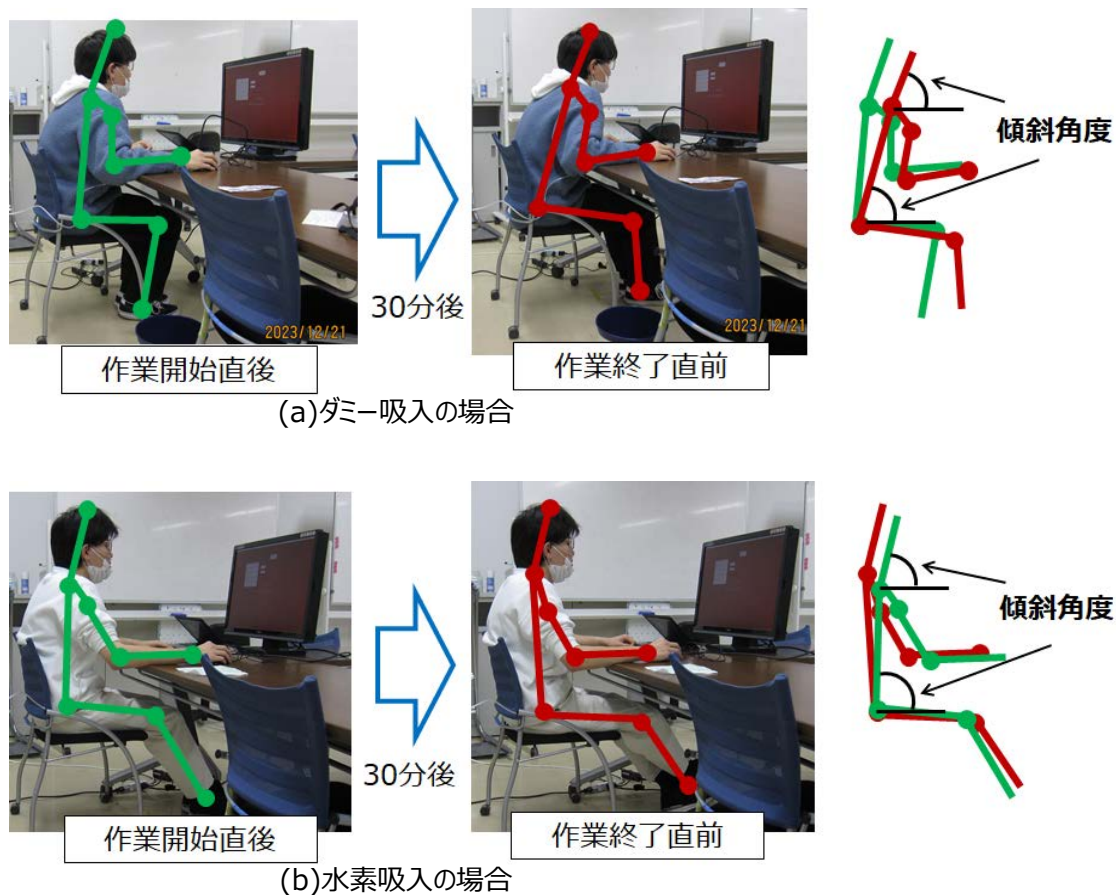 傾斜角度
30分後
2023/12/21
2023/12/21
作業開始直後
作業終了直前
(a)ダミー吸入の場合
傾斜角度
30分後
作業開始直後
作業終了直前
(b)水素吸入の場合